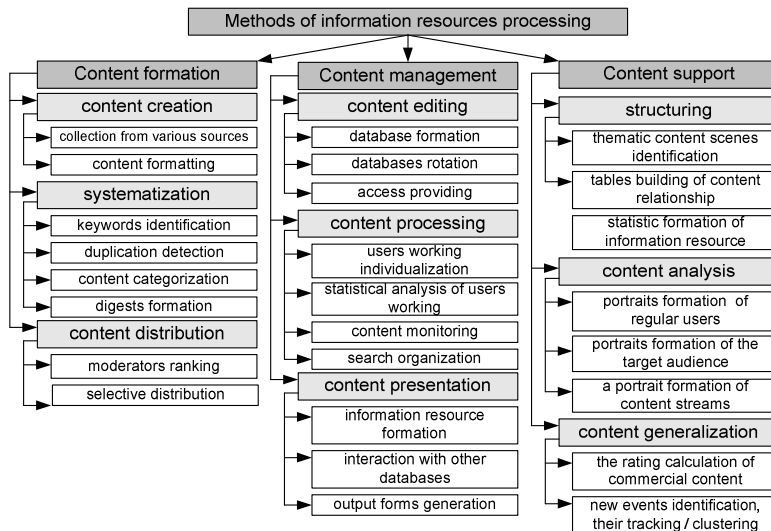 Methods of information resources processing
Content formation
content creation
collection from various sources
content formatting
systematization
keywords identification
duplication detection
content categorization
digests formation
content distribution
moderators ranking
selective distribution
Content management
content editing
database formation
databases rotation
access providing
content processing
users working
individualization
statistical analysis of users
working
content monitoring
search organization
content presentation
information resource
formation
interaction with other
databases
output forms generation
Content support
structuring
thematic content scenes
identification
tables building of content
relationship
statistic formation of
information resource
content analysis
portraits formation of
regular users
portraits formation of the
target audience
a portrait formation of
content streams
content generalization
the rating calculation of
commercial content
new events identification,
their tracking / clustering